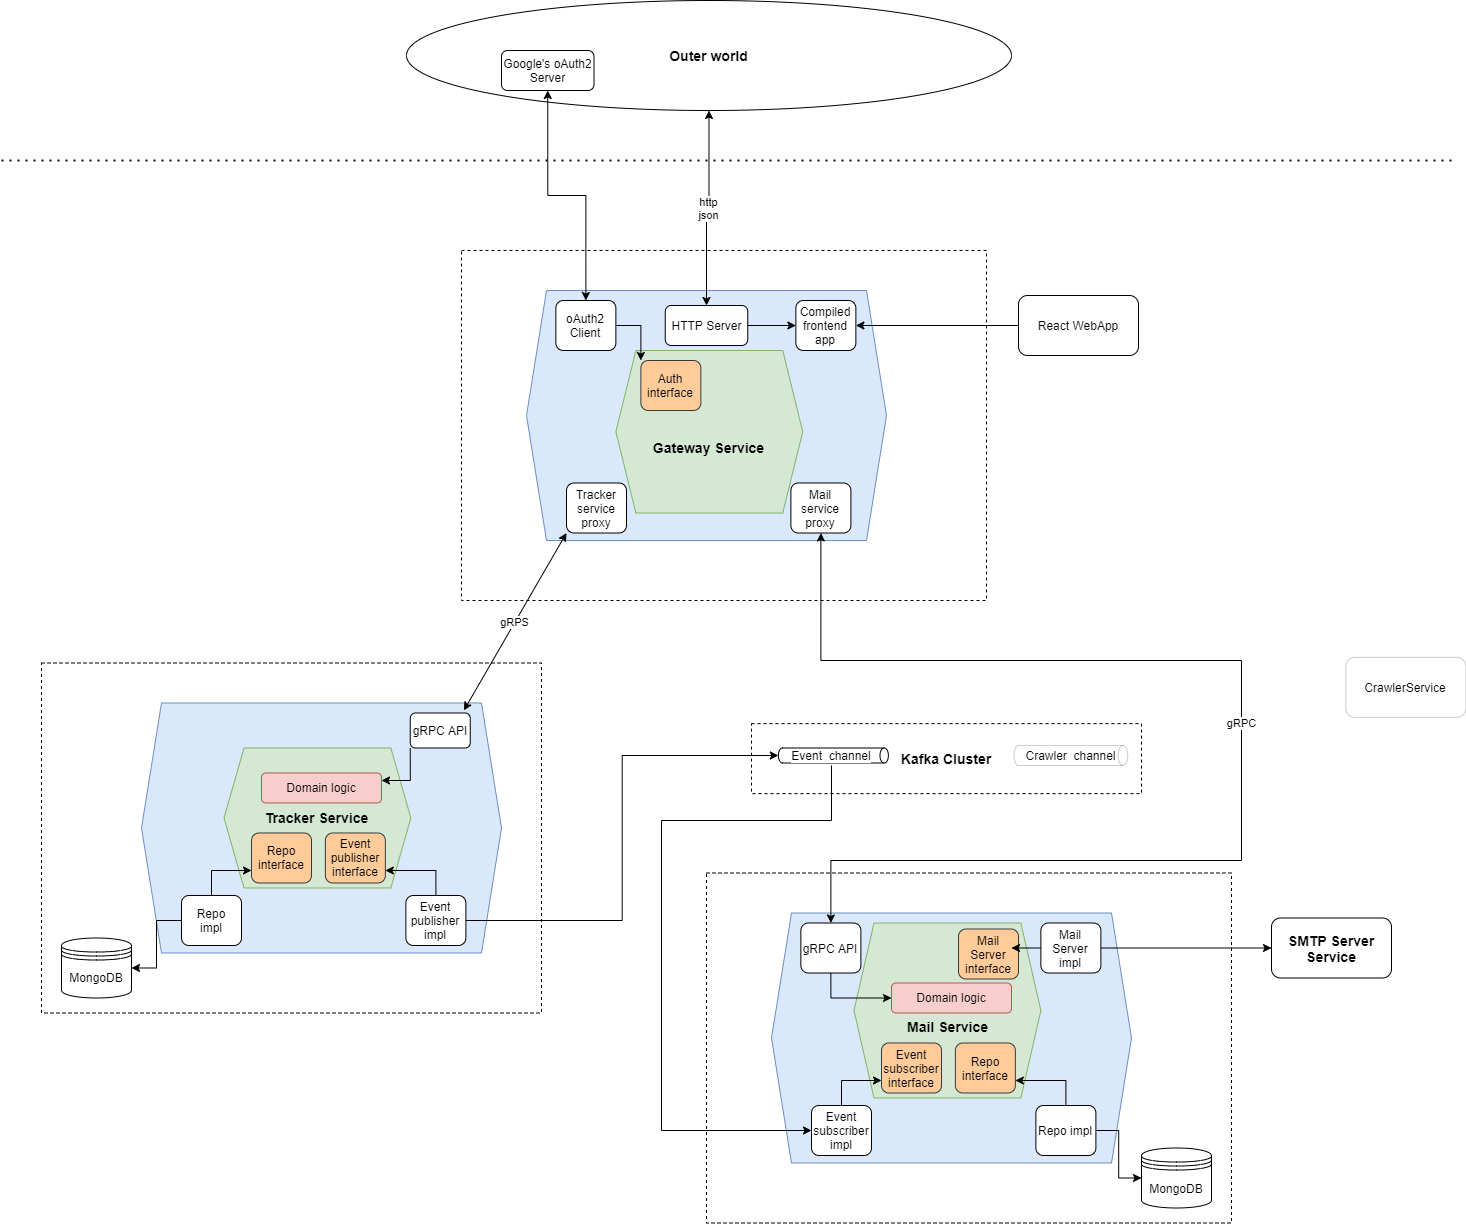 Outer world
Google's oAuth2
Server
http
json
oAuth2
Client
HTTP Server
Compiled
frontend
app
React WebApp
Auth
interface
Gateway Service
Tracker
service
proxy
Mail
service
proxy
gRPS
CrawlerService
gRPC
gRPC API
Event channel
Kafka Cluster
Crawler channel
Domain logic
Tracker Service
Repo
interface
Event
publisher
interface
Repo
impl
Event
publisher
impl
MongoDB
gRPC API
Mail
Server
interface
Mail
Server
impl
SMTP Server
Service
Domain logic
Mail Service
Event
subscriber
interface
Repo
interface
Event
subscriber
impl
Repo impl
MongoDB